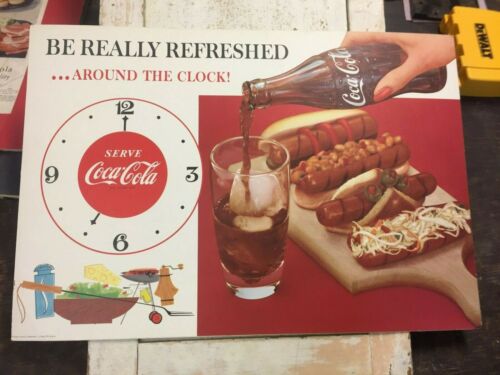 BE REALLY REFRESHED
...AROUND THE CLOCK!
12
9
3
6
SERVE
Coca-Cola
Coca-Cola
DEWALT